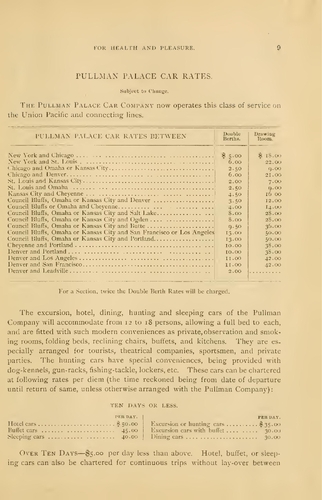 FOR HEALTH AND PLEASURE. 9
PULLMAN PALACE CAR RATES.
Subject to Change.
THE PULLMAN PALACE CAR COMPANY now operates this class of service on
the Union Pacific and connecting lines.
PULLMAN PALACE CAR RATES BETWEEN Double Berths. Drawing Room.
New York and Chicago $ 5.00 $ 18.00
New York and St. Louis 6.00 22.00
Chicago and Omaha or Kansas City 2.50 9.00
Chicago and Denver 6.00 21.00
St. Louis and Kansas City 2.00 7.00
St. Louis and Omaha 2.50 9.00
Kansas City and Cheyenne 4.50 16.00
Council Bluffs, Omaha or Kansas City and Denver 3.50 12.00
Council Bluffs or Omaha and Cheyenne 4.00 14.00
Council Bluffs, Omaha or Kansas City and Salt Lake 8.00 28.00
Council Bluffs, Omaha or Kansas City and Ogden 8.00 28.00
Council Bluffs, Omaha or Kansas City and Butte 9.50 36.00
Council Bluffs, Omaha or Kansas City and San Francisco or Los Angeles 13.00 50.00
Council Bluffs, Omaha or Kansas City and Portland 13.00 50.00
Cheyenne and Portland 10.00 38.00
Denver and Portland 10.00 38.00
Denver and Los Angeles 11.00 42.00
Denver and San Francisco 11.00 42.00
Denver and Leadville 2.00
For a Section, twice the Double Berth Rates will be charged.
The excursion, hotel, dining, hunting and sleeping cars of the Pullman
Company will accommodate from 12 to 18 persons, allowing a full bed to each,
and are fitted with such modern conveniences as private, observation and smok-
ing rooms, folding beds, reclining chairs, buffets, and kitchens. They are es-
pecially arranged for tourists, theatrical companies, sportsmen, and private
parties. The hunting cars have special conveniences, being provided with
dog-kennels, gun-racks, fishing-tackle, lockers, etc. These cars can be chartered
at following rates per diem (the time reckoned being from date of departure
until return of same, unless otherwise arranged with the Pullman Company):
TEN DAYS OR LESS.
PER DAY. PER DAY.
Hotel cars $50.00 Excursion or hunting cars $35.00
Buffet cars 45.00 Excursion cars with buffet 30.00
Sleeping cars 40.00 Dining cars 30.00
OVER TEN DAYS—$5.00 per day less than above. Hotel, buffet, or sleep-
ing cars can also be chartered for continuous trips without lay-over between